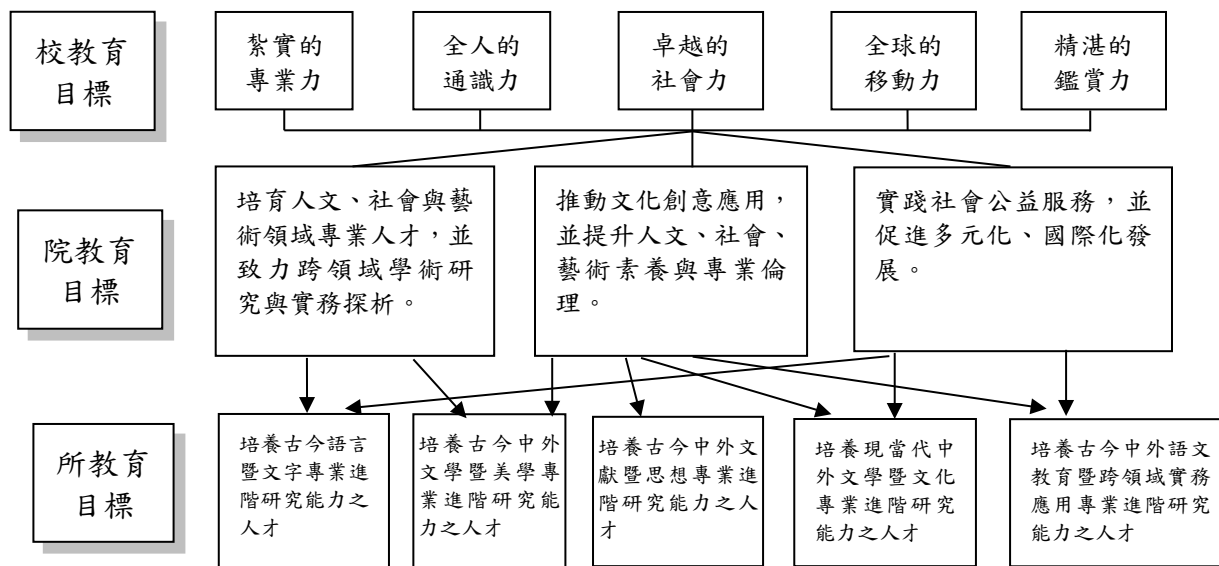 校教育
目標
紮實的
專業力
全人的
通識力
卓越的
社會力
全球的
移動力
精湛的
鑑賞力
院教育
目標
培育人文、社會與藝
術領域專業人才，並
致力跨領域學術研
究與實務探析。
推動文化創意應用，
並提升人文、社會、
藝術素養與專業倫
理。
實踐社會公益服務，並
促進多元化、國際化發
展。
所教育
目標
培養古今語言
暨文字專業進
階研究能力之
人才
培養古今中外
文學暨美學專
業進階研究能
力之人才
培養古今中外文
獻暨思想專業進
階研究能力之人
才
培養現當代中
外文學暨文化
專業進階研究
能力之人才
培養古今中外語文
教育暨跨領域實務
應用專業進階研究
能力之人才